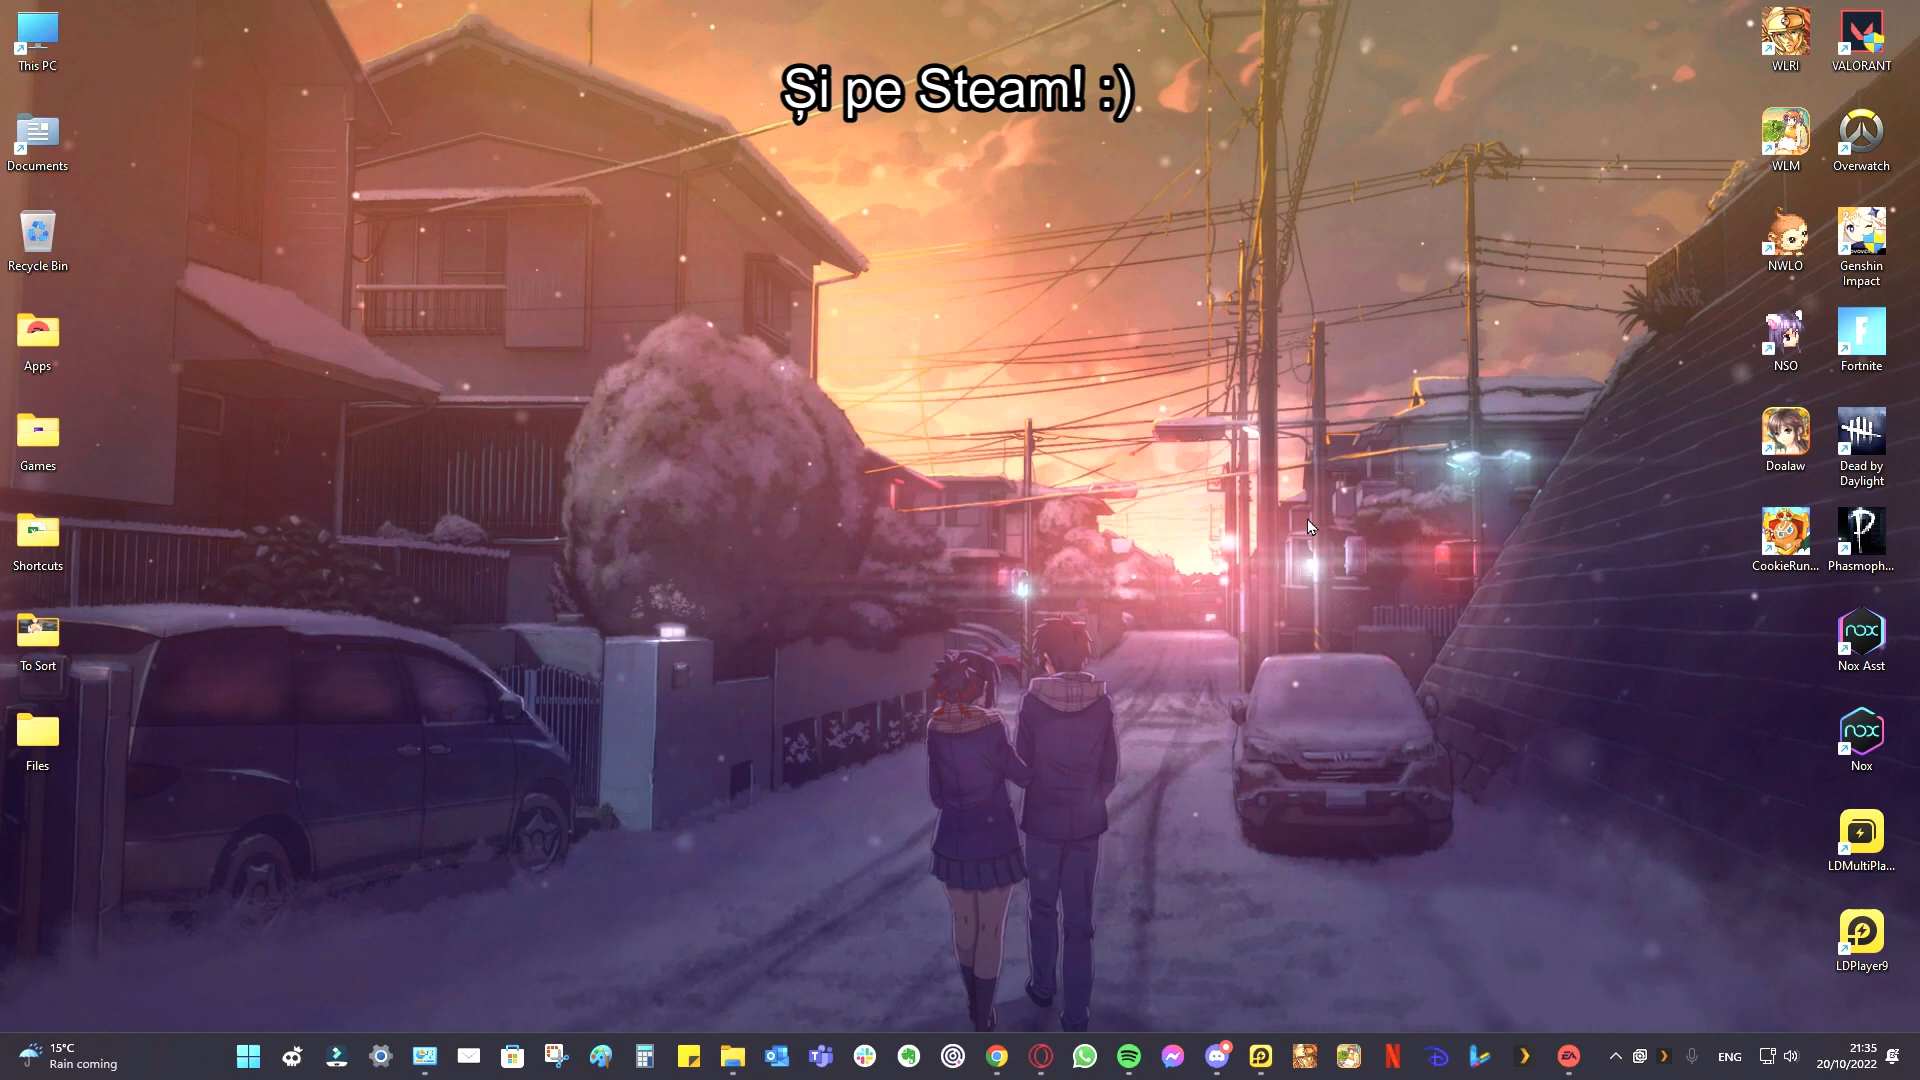 Și pe Steam! :)
This PC
Documents
Recycle Bin
Apps
Games
Shortcuts
To Sort
Files
WLRI
VALORANT
WLM
Overwatch
NWLO
Genshin
Impact
NSO
Fortnite
Doalaw
Dead by
Daylight
CookieRun...
Phasmoph...
Nox Asst
Nox
LDMultiPla...
LDPlayer9
15°C
Rain coming
ENG
21:35
20/10/2022